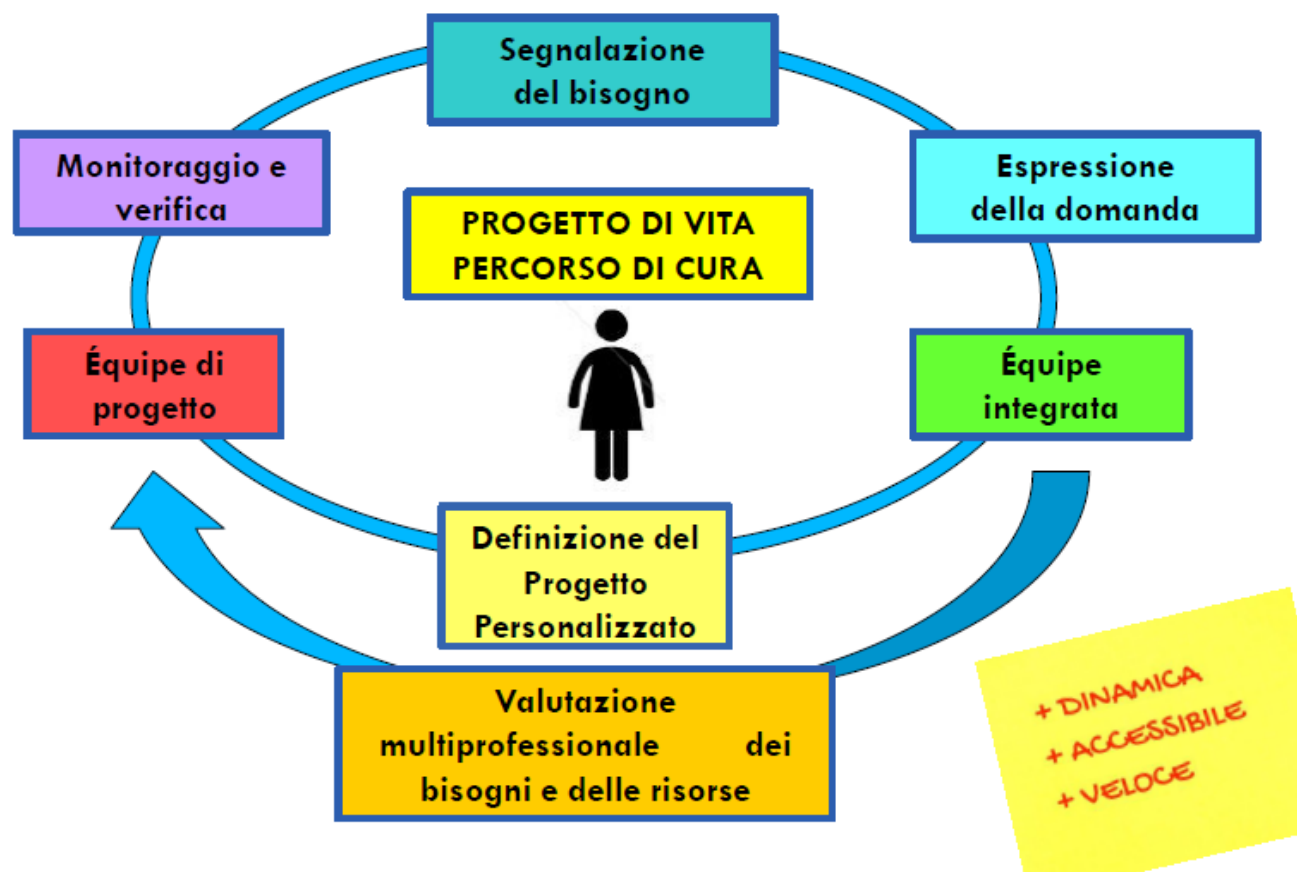 Segnalazione
del bisogno
Monitoraggio e
verifica
Espressione
della domanda
PROGETTO DI VITA
PERCORSO DI CURA
Équipe di
progetto
Équipe
integrata
Definizione del
Progetto
Personalizzato
Valutazione
multiprofessionale dei
bisogni e delle risorse
+ DINAMICA
+ ACCESSIBILE
+ VELOCE